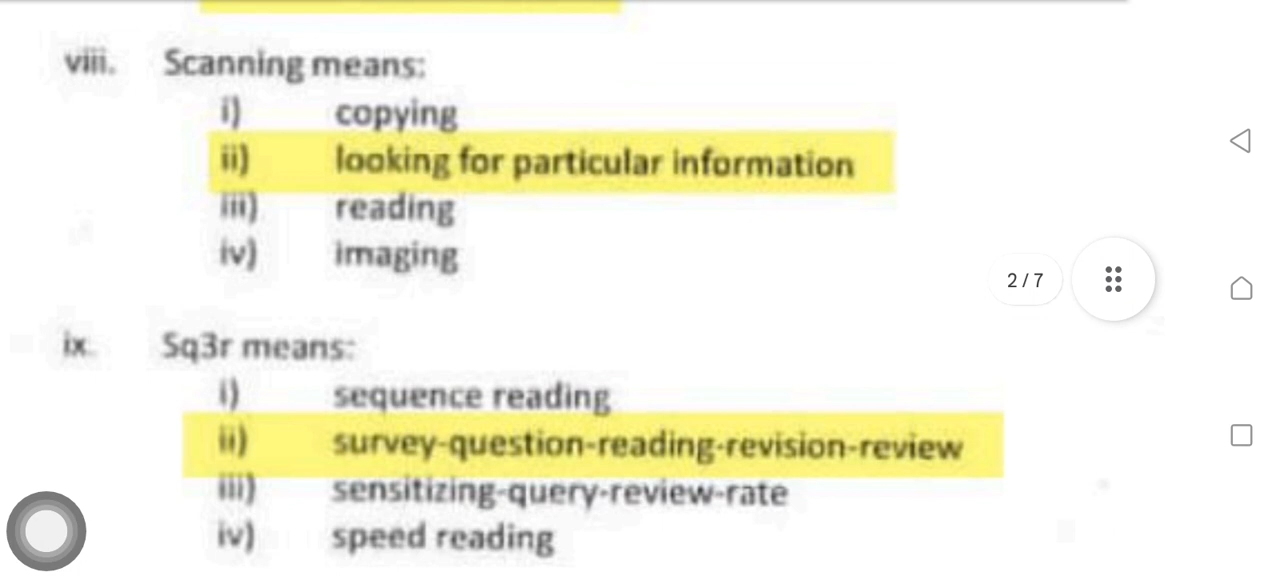 viii. Scanning means:
i) copying
ii) looking for particular information
iii) reading
iv) imaging
2/7
ix. Sq3r means:
i) sequence reading
ii) survey-question-reading-revision-review
iii) sensitizing-query-review-rate
iv) speed reading